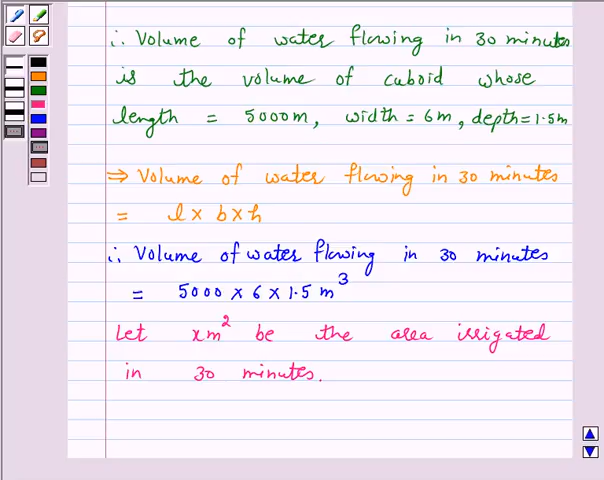 ∴ Volume of water flowing in 30 minutes
is the volume of cuboid whose
length = 5000m, width = 6m, depth = 1.5m
⇒ Volume of water flowing in 30 minutes
= l × b × h
∴ Volume of water flowing in 30 minutes
= 5000 × 6 × 1.5 m³
Let xm² be the area irrigated
in 30 minutes.